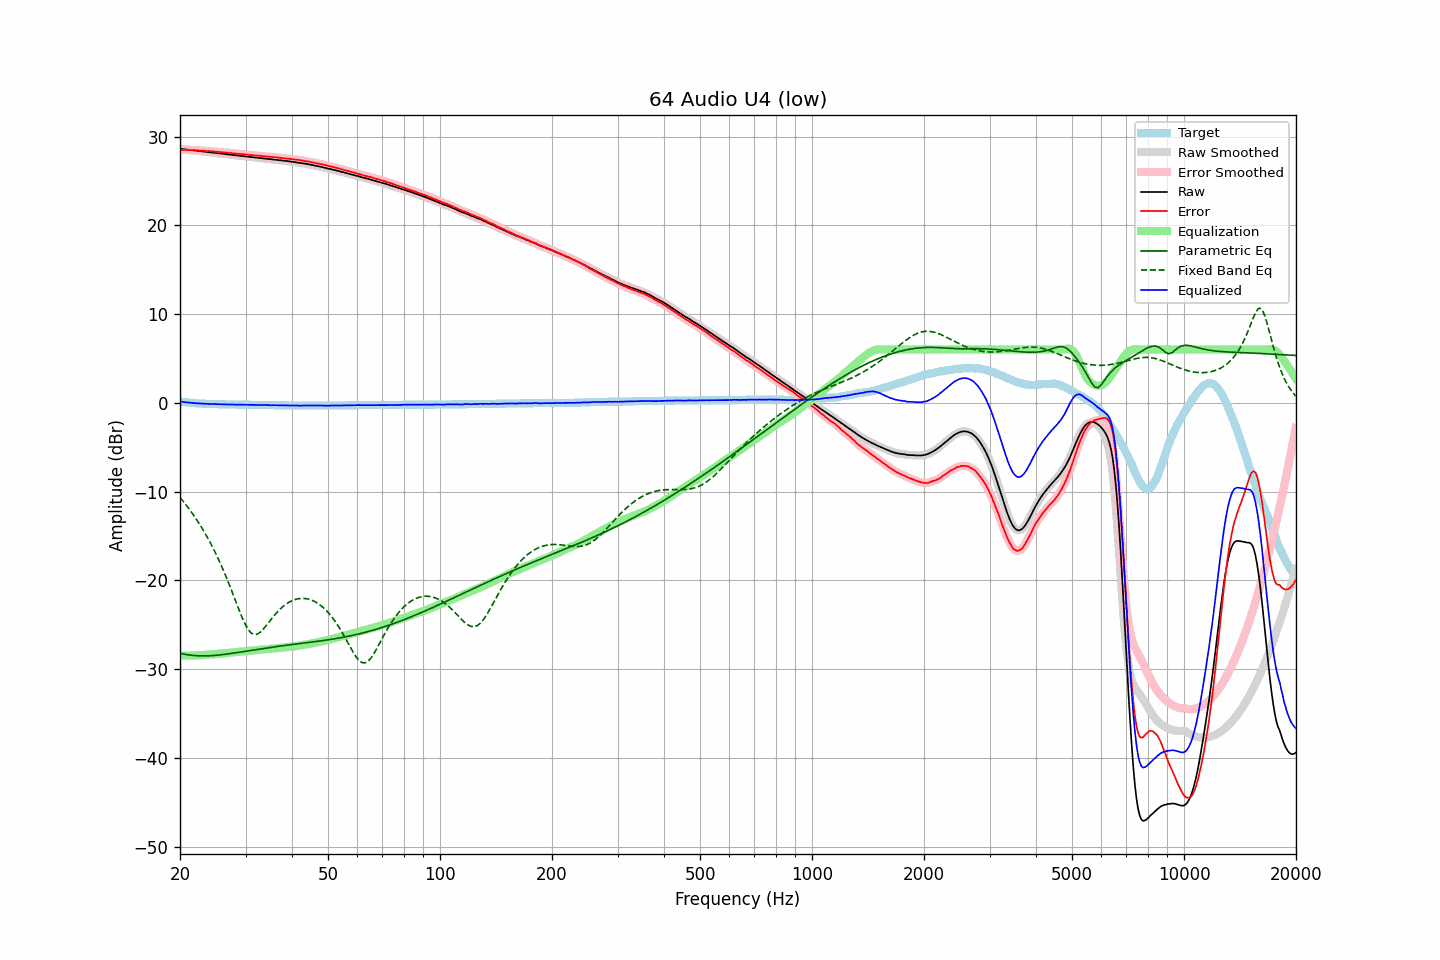 64 Audio U4 (low)
30
20
10
0
−10
−20
−30
−40
−50
Amplitude (dBr)
Target
Raw Smoothed
Error Smoothed
Raw
Error
Equalization
Parametric Eq
Fixed Band Eq
Equalized
20 50 100 200 500 1000 2000 5000 10000 20000
Frequency (Hz)